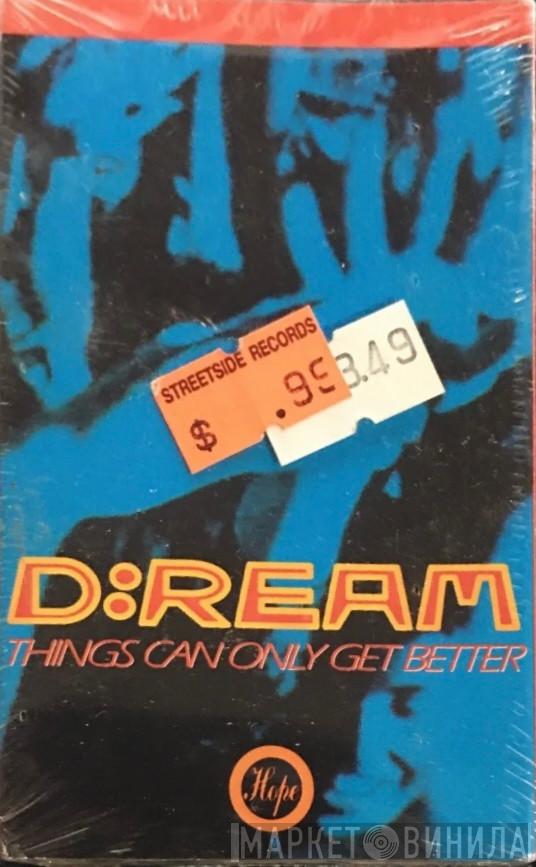 STREETSIDE RECORDS
$ .99
3.49
D:REAM
THINGS CAN ONLY GET BETTER
Hope
МАРКЕТ ВИНИЛА